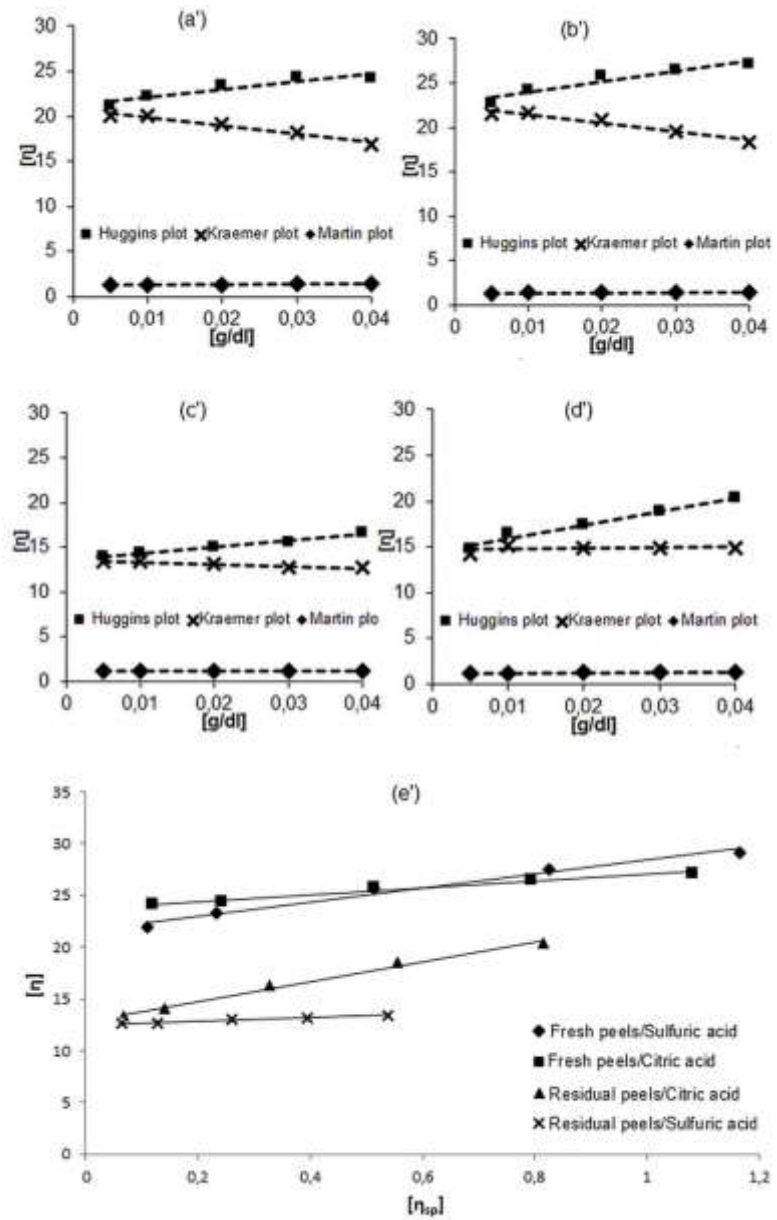 (a')
30
25
20
15
10
5
0
[η]
■ Huggins plot ×Kraemer plot ◆ Martin plot
0 0,01 0,02 0,03 0,04
[g/dl]
(b')
30
25
20
15
10
5
0
[η]
■ Huggins plot ×Kraemer plot ◆ Martin plot
0 0,01 0,02 0,03 0,04
[g/dl]
(c')
30
25
20
15
10
5
0
[η]
■ Huggins plot ×Kraemer plot ◆ Martin plo
0 0,01 0,02 0,03 0,04
[g/dl]
(d')
30
25
20
15
10
5
0
■ Huggins plot ×Kraemer plot ◆ Martin plot
0 0,01 0,02 0,03 0,04
[g/dl]
(e')
35
30
25
20
15
10
5
0
[η]
◆ Fresh peels/Sulfuric acid
■ Fresh peels/Citric acid
▲ Residual peels/Citric acid
× Residual peels/Sulfuric acid
0 0,2 0,4 0,6 0,8 1 1,2
[ηsp]